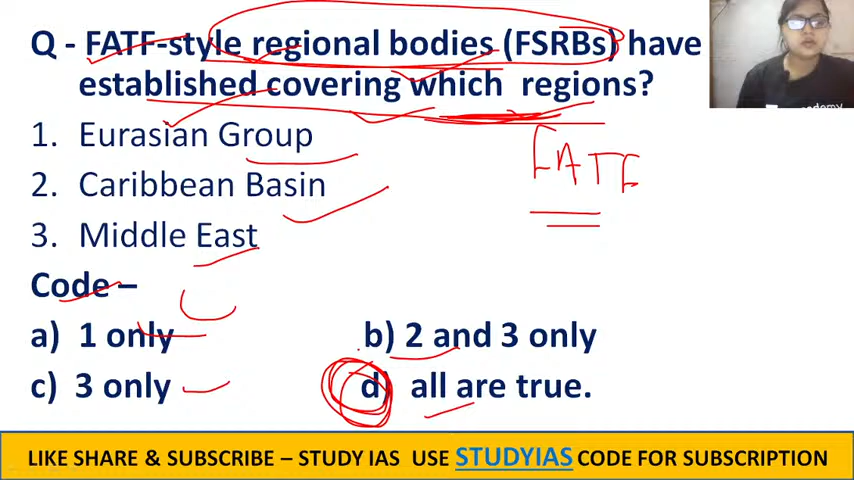 Q - FATF-style regional bodies (FSRBs) have
established covering which regions?
1. Eurasian Group
2. Caribbean Basin
3. Middle East
FATF
Code –
a) 1 only
b) 2 and 3 only
c) 3 only
d) all are true.
LIKE SHARE & SUBSCRIBE – STUDY IAS USE STUDYIAS CODE FOR SUBSCRIPTION